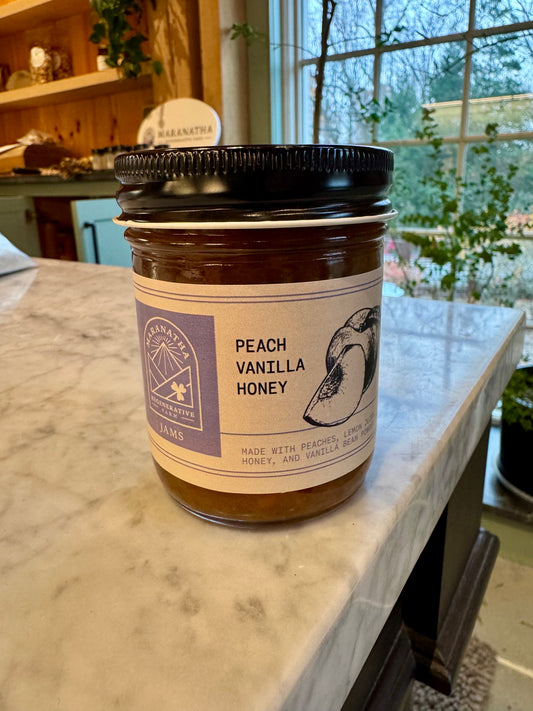 MARANATHA
MARANATHA
REGENERATIVE
FARM
JAMS
PEACH
VANILLA
HONEY
MADE WITH PEACHES, LEMON
HONEY, AND VANILLA BEAN